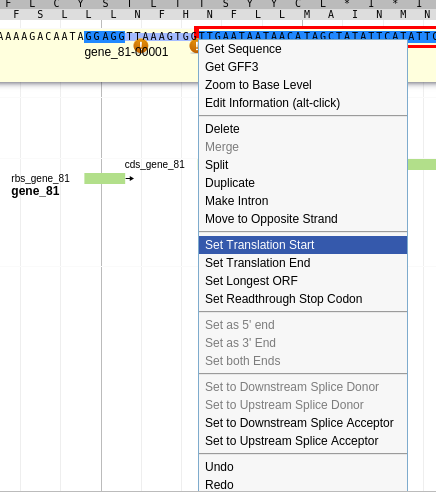 F L C Y S T L T T S Y Y C L * I * I
F S L L L N F H N F L L M A I N M N
AAAAGACAATAGGAGGTTAAAGTGGTTGAATAATAACATAGCTATATTCATATTG
gene_81-00001
Get Sequence
Get GFF3
Zoom to Base Level
Edit Information (alt-click)
Delete
Merge
Split
Duplicate
Make Intron
Move to Opposite Strand
Set Translation Start
Set Translation End
Set Longest ORF
Set Readthrough Stop Codon
Set as 5' end
Set as 3' End
Set both Ends
Set to Downstream Splice Donor
Set to Upstream Splice Donor
Set to Downstream Splice Acceptor
Set to Upstream Splice Acceptor
Undo
Redo
cds_gene_81
rbs_gene_81
gene_81